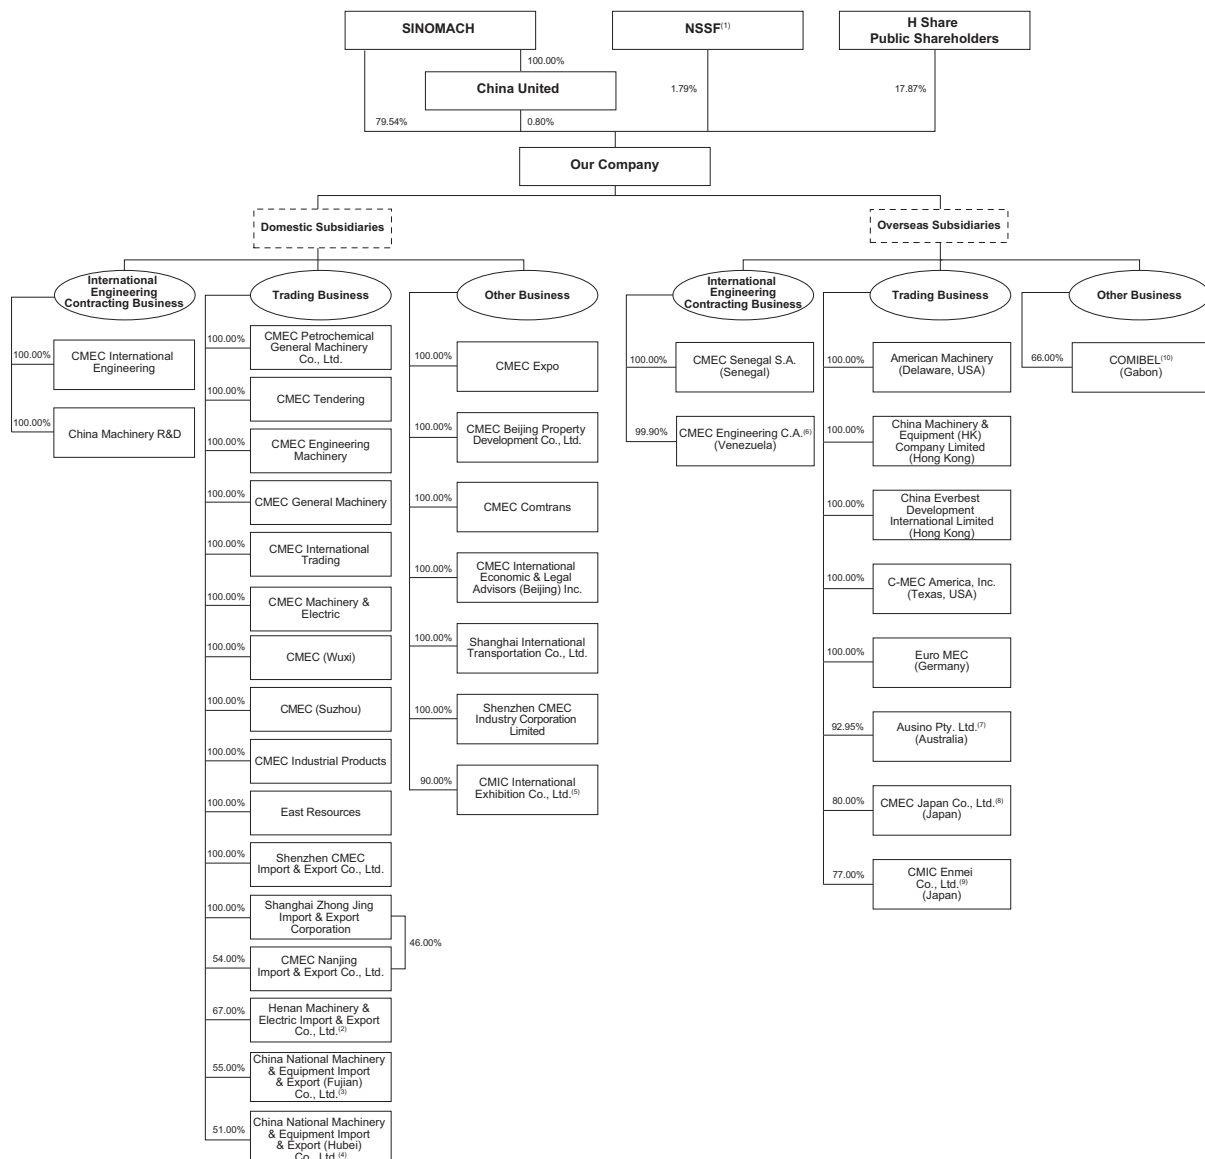 SINOMACH
NSSF(1)
H Share
Public Shareholders
100.00%
China United
1.79%
17.87%
79.54%
0.80%
Our Company
Domestic Subsidiaries
Overseas Subsidiaries
International
Engineering
Contracting Business
100.00%
CMEC International
Engineering
100.00%
China Machinery R&D
Trading Business
100.00%
CMEC Petrochemical
General Machinery
Co., Ltd.
100.00%
CMEC Tendering
100.00%
CMEC Engineering
Machinery
100.00%
CMEC General Machinery
100.00%
CMEC International
Trading
100.00%
CMEC Machinery &
Electric
100.00%
CMEC (Wuxi)
100.00%
CMEC (Suzhou)
100.00%
CMEC Industrial Products
100.00%
East Resources
100.00%
Shenzhen CMEC
Import & Export Co., Ltd.
100.00%
Shanghai Zhong Jing
Import & Export
Corporation
46.00%
54.00%
CMEC Nanjing
Import & Export Co., Ltd.
67.00%
Henan Machinery &
Electric Import & Export
Co., Ltd.(2)
55.00%
China National Machinery
& Equipment Import
& Export (Fujian)
Co., Ltd.(3)
51.00%
China National Machinery
& Equipment Import
& Export (Hubei)
Co., Ltd.(4)
Other Business
100.00%
CMEC Expo
100.00%
CMEC Beijing Property
Development Co., Ltd.
100.00%
CMEC Comtrans
100.00%
CMEC International
Economic & Legal
Advisors (Beijing) Inc.
100.00%
Shanghai International
Transportation Co., Ltd.
100.00%
Shenzhen CMEC
Industry Corporation
Limited
90.00%
CMIC International
Exhibition Co., Ltd.(5)
International
Engineering
Contracting Business
100.00%
CMEC Senegal S.A.
(Senegal)
99.90%
CMEC Engineering C.A.(6)
(Venezuela)
Trading Business
100.00%
American Machinery
(Delaware, USA)
100.00%
China Machinery &
Equipment (HK)
Company Limited
(Hong Kong)
100.00%
China Everbest
Development
International Limited
(Hong Kong)
100.00%
C-MEC America, Inc.
(Texas, USA)
100.00%
Euro MEC
(Germany)
92.95%
Ausino Pty. Ltd.(7)
(Australia)
80.00%
CMEC Japan Co., Ltd.(8)
(Japan)
77.00%
CMIC Enmei
Co., Ltd.(9)
(Japan)
Other Business
66.00%
COMIBEL(10)
(Gabon)